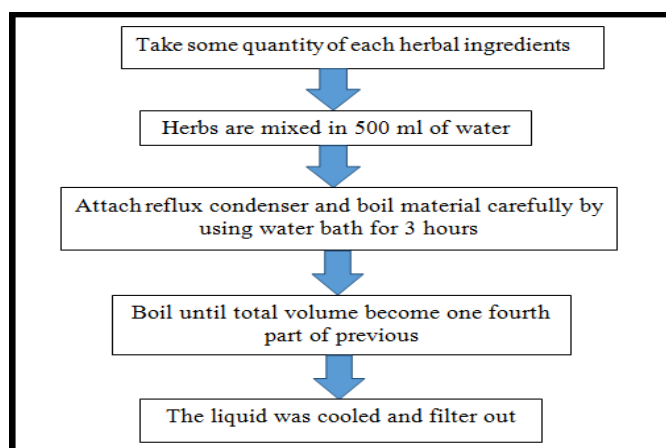 Take some quantity of each herbal ingredients
Herbs are mixed in 500 ml of water
Attach reflux condenser and boil material carefully by
using water bath for 3 hours
Boil until total volume become one fourth
part of previous
The liquid was cooled and filter out